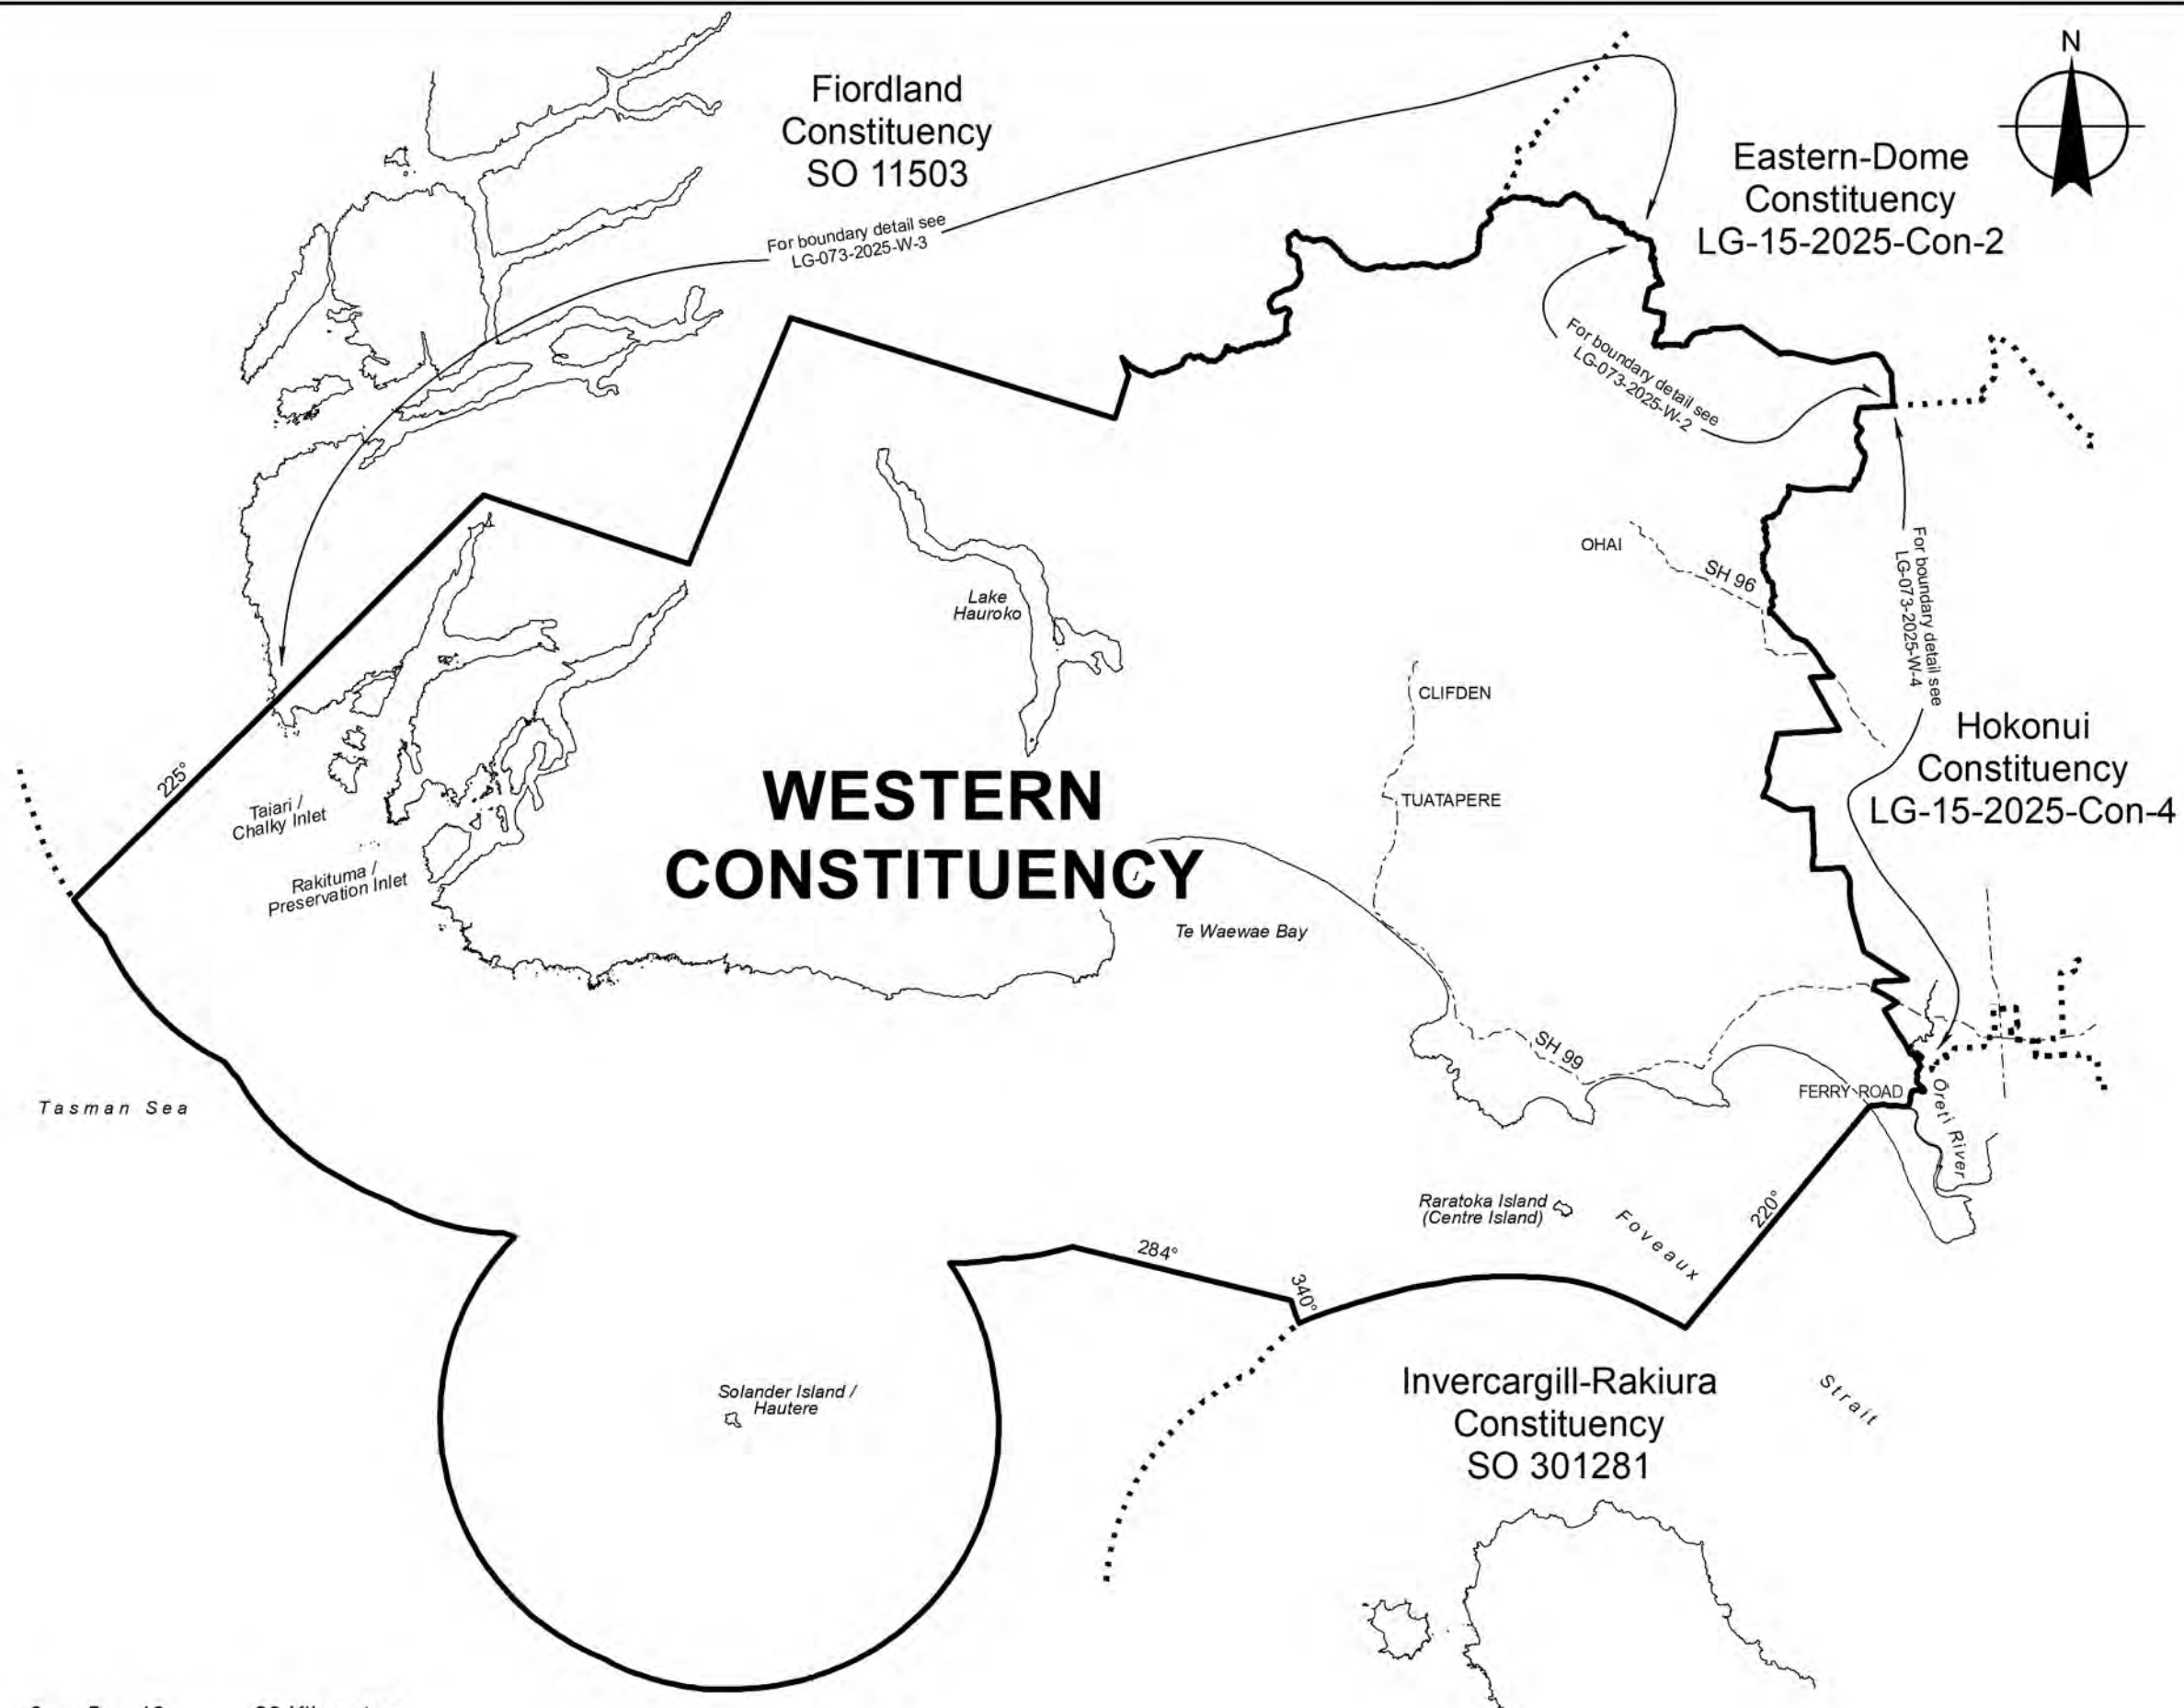 N
Fiordland
Constituency
SO 11503
Eastern-Dome
Constituency
LG-15-2025-Con-2
For boundary detail see
LG-073-2025-W-3
For boundary detail see
LG-073-2025-W-2
OHAI
SH 96
For boundary detail see
LG-073-2025-W-4
Lake
Hauroko
CLIFDEN
Hokonui
Constituency
LG-15-2025-Con-4
225°
Taiari /
Chalky Inlet
WESTERN
CONSTITUENCY
TUATAPERE
Rakituma /
Preservation Inlet
Te Waewae Bay
SH 99
Tasman Sea
FERRY ROAD
Ōreti River
Raratoka Island
(Centre Island)
Foveaux
220°
284°
340°
Solander Island /
Hautere
Invercargill-Rakiura
Constituency
SO 301281
Strait